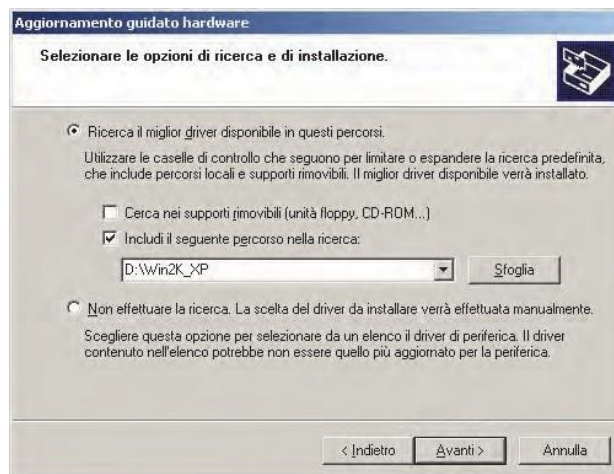 Aggiornamento guidato hardware
Selezionare le opzioni di ricerca e di installazione.
Ricerca il miglior driver disponibile in questi percorsi.
Utilizzare le caselle di controllo che seguono per limitare o espandere la ricerca predefinita,
che include percorsi locali e supporti rimovibili. Il miglior driver disponibile verrà installato.
Cerca nei supporti rimovibili (unità floppy, CD-ROM...)
Includi il seguente percorso nella ricerca:
D:\Win2K_XP
Sfoglia
Non effettuare la ricerca. La scelta del driver da installare verrà effettuata manualmente.
Scegliere questa opzione per selezionare da un elenco il driver di periferica. Il driver
contenuto nell'elenco potrebbe non essere quello più aggiornato per la periferica.
< Indietro
Avanti >
Annulla